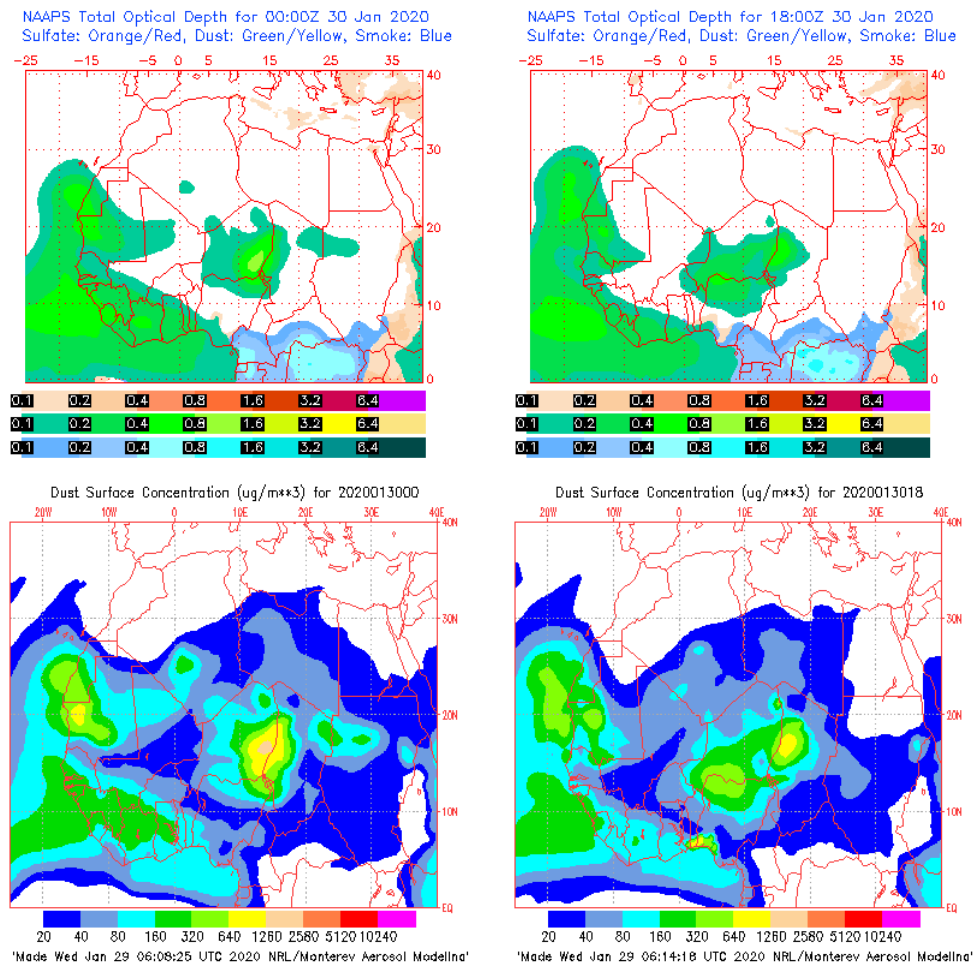 NAAPS Total Optical Depth for 00:00Z 30 Jan 2020
Sulfate: Orange/Red, Dust: Green/Yellow, Smoke: Blue
-25 -15 -5 0 5 15 25 35
40
30
20
10
0
0.1 0.2 0.4 0.8 1.6 3.2 6.4
0.1 0.2 0.4 0.8 1.6 3.2 6.4
0.1 0.2 0.4 0.8 1.6 3.2 6.4
NAAPS Total Optical Depth for 18:00Z 30 Jan 2020
Sulfate: Orange/Red, Dust: Green/Yellow, Smoke: Blue
-25 -15 -5 0 5 15 25 35
40
30
20
10
0
0.1 0.2 0.4 0.8 1.6 3.2 6.4
0.1 0.2 0.4 0.8 1.6 3.2 6.4
0.1 0.2 0.4 0.8 1.6 3.2 6.4
Dust Surface Concentration (ug/m**3) for 2020013000
20W 10W 0 10E 20E 30E 40E
40N
30N
20N
10N
EQ
20 40 80 160 320 640 1280 2580 5120 10240
'Made Wed Jan 29 06:08:25 UTC 2020 NRL/Monterey Aerosol Modeling'
Dust Surface Concentration (ug/m**3) for 2020013018
20W 10W 0 10E 20E 30E 40E
40N
30N
20N
10N
EQ
20 40 80 160 320 640 1280 2580 5120 10240
'Made Wed Jan 29 06:14:18 UTC 2020 NRL/Monterey Aerosol Modeling'